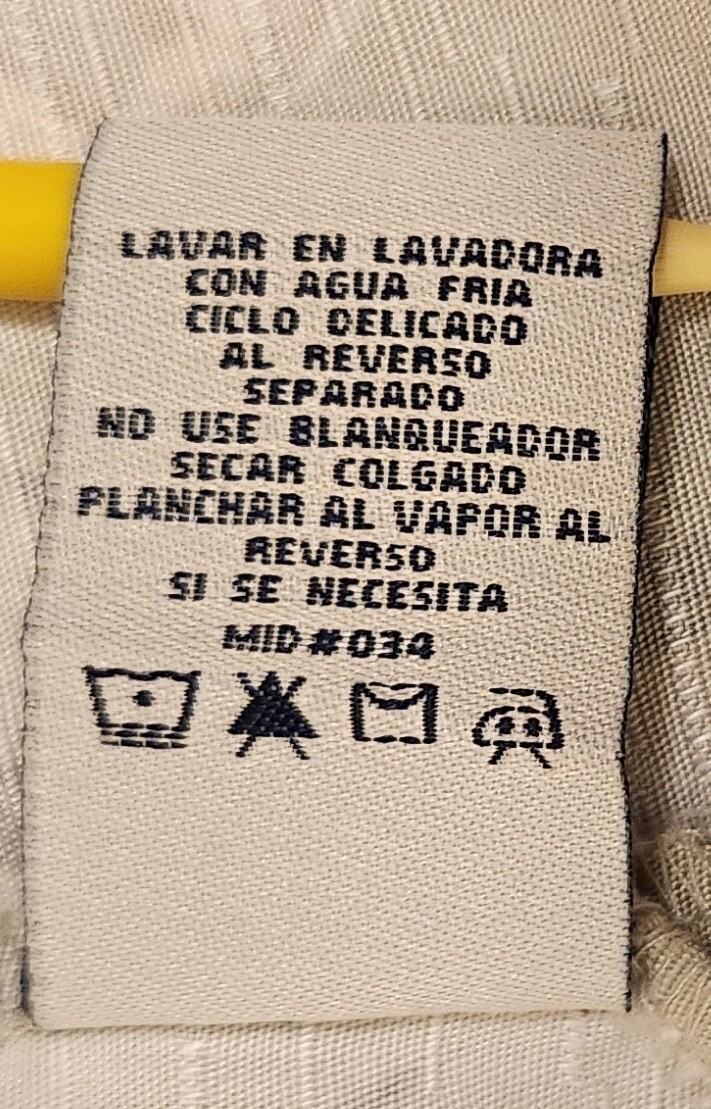 LAVAR EN LAVADORA
CON AGUA FRIA
CICLO DELICADO
AL REVERSO
SEPARADO
NO USE BLANQUEADOR
SECAR COLGADO
PLANCHAR AL VAPOR AL
REVERSO
SI SE NECESITA
MID#034